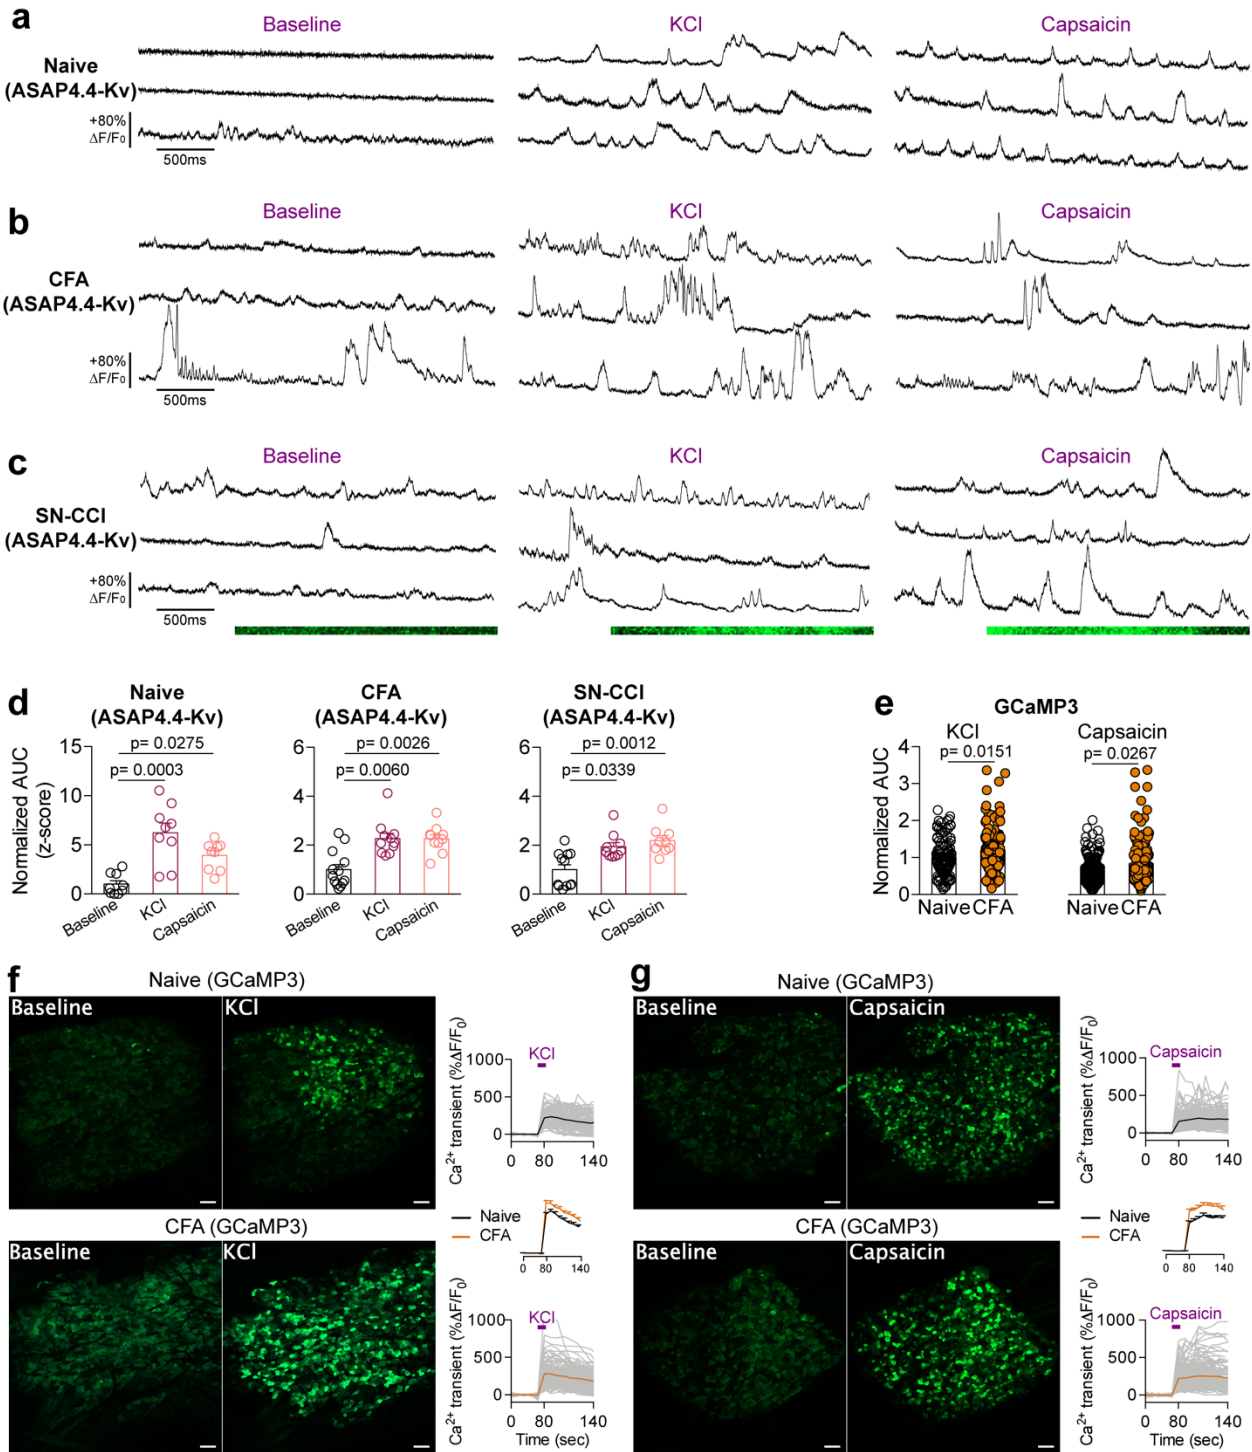 a
Baseline KCl Capsaicin
Naive
(ASAP4.4-Kv)
+80%
ΔF/F₀
500ms
b
Baseline KCl Capsaicin
CFA
(ASAP4.4-Kv)
+80%
ΔF/F₀
500ms
c
Baseline KCl Capsaicin
SN-CCI
(ASAP4.4-Kv)
+80%
ΔF/F₀
500ms
d
Naive
(ASAP4.4-Kv)
p= 0.0275
p= 0.0003
Normalized AUC
(z-score)
15
10
5
0
Baseline KCl Capsaicin
CFA
(ASAP4.4-Kv)
p= 0.0026
p= 0.0060
6
4
2
0
Baseline KCl Capsaicin
SN-CCI
(ASAP4.4-Kv)
p= 0.0012
p= 0.0339
6
4
2
0
Baseline KCl Capsaicin
e
GCaMP3
KCl Capsaicin
p= 0.0151 p= 0.0267
Normalized AUC
4
3
2
1
0
Naive CFA Naive CFA
f
Naive (GCaMP3)
Baseline KCl
Ca²⁺ transient (%ΔF/F₀)
KCl
1000
500
0
0 80 140
Naive
CFA
0 80 140
CFA (GCaMP3)
Baseline KCl
Ca²⁺ transient (%ΔF/F₀)
KCl
1000
500
0
0 80 140
Time (sec)
g
Naive (GCaMP3)
Baseline Capsaicin
Ca²⁺ transient (%ΔF/F₀)
Capsaicin
1000
500
0
0 80 140
Naive
CFA
0 80 140
CFA (GCaMP3)
Baseline Capsaicin
Ca²⁺ transient (%ΔF/F₀)
Capsaicin
1000
500
0
0 80 140
Time (sec)